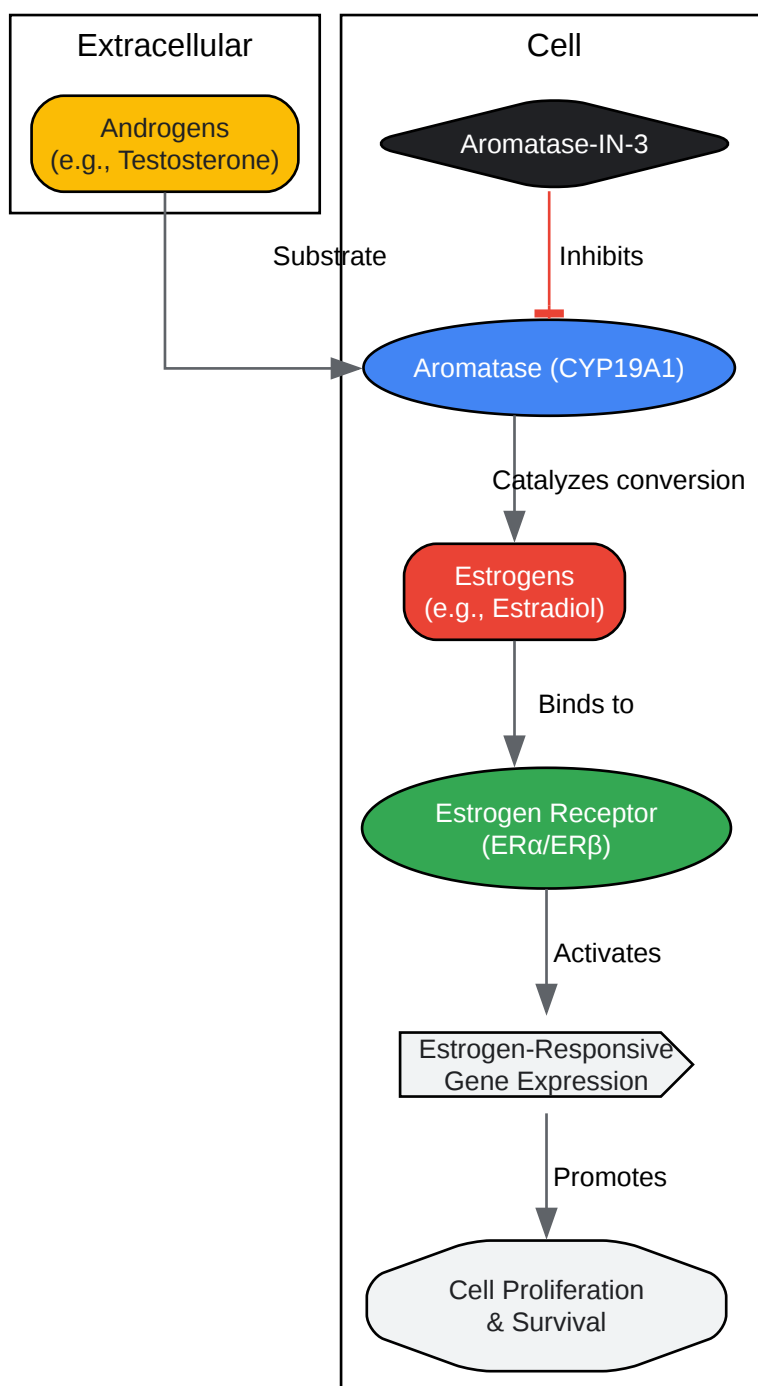 Extracellular
Cell
Androgens
(e.g., Testosterone)
Aromatase-IN-3
Substrate
Inhibits
Aromatase (CYP19A1)
Catalyzes conversion
Estrogens
(e.g., Estradiol)
Binds to
Estrogen Receptor
(ERα/ERβ)
Activates
Estrogen-Responsive
Gene Expression
Promotes
Cell Proliferation
& Survival